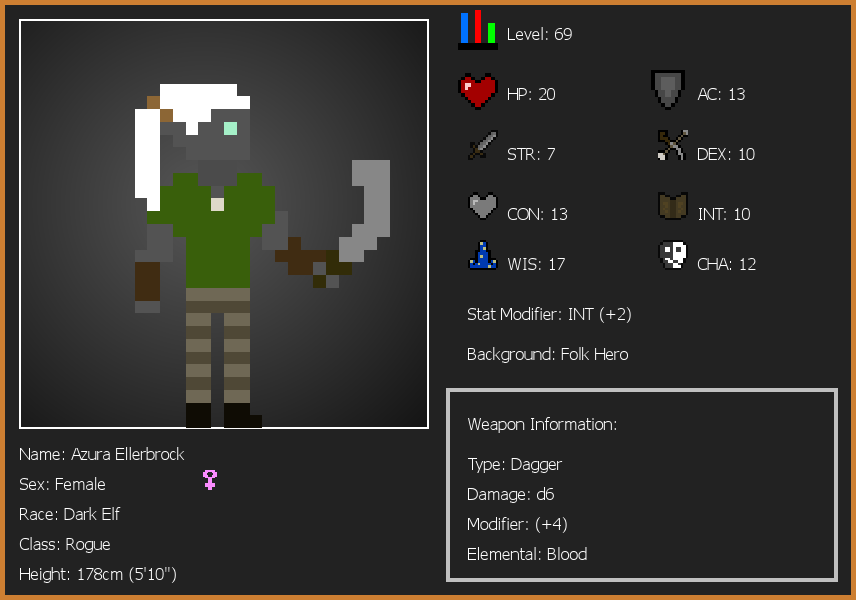 Level: 69
HP: 20
AC: 13
STR: 7
DEX: 10
CON: 13
INT: 10
WIS: 17
CHA: 12
Stat Modifier: INT (+2)
Background: Folk Hero
Weapon Information:
Type: Dagger
Damage: d6
Modifier: (+4)
Elemental: Blood
Name: Azura Ellerbrock
Sex: Female
Race: Dark Elf
Class: Rogue
Height: 178cm (5'10")